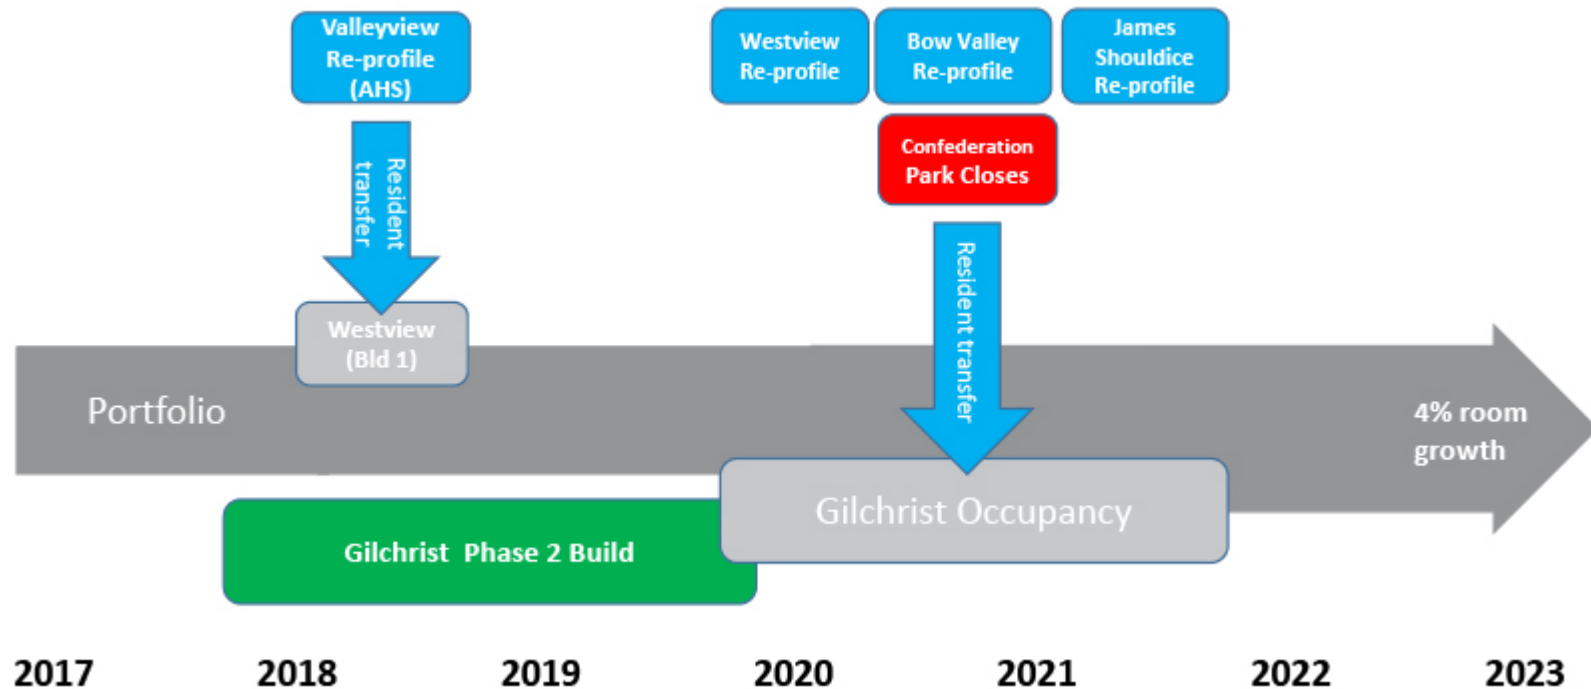 Valleyview
Re-profile
(AHS)
Westview
Re-profile
Bow Valley
Re-profile
James
Shouldice
Re-profile
Confederation
Park Closes
Resident
transfer
Resident transfer
Westview
(Bld 1)
Portfolio
4% room
growth
Gilchrist Occupancy
Gilchrist Phase 2 Build
2017
2018
2019
2020
2021
2022
2023